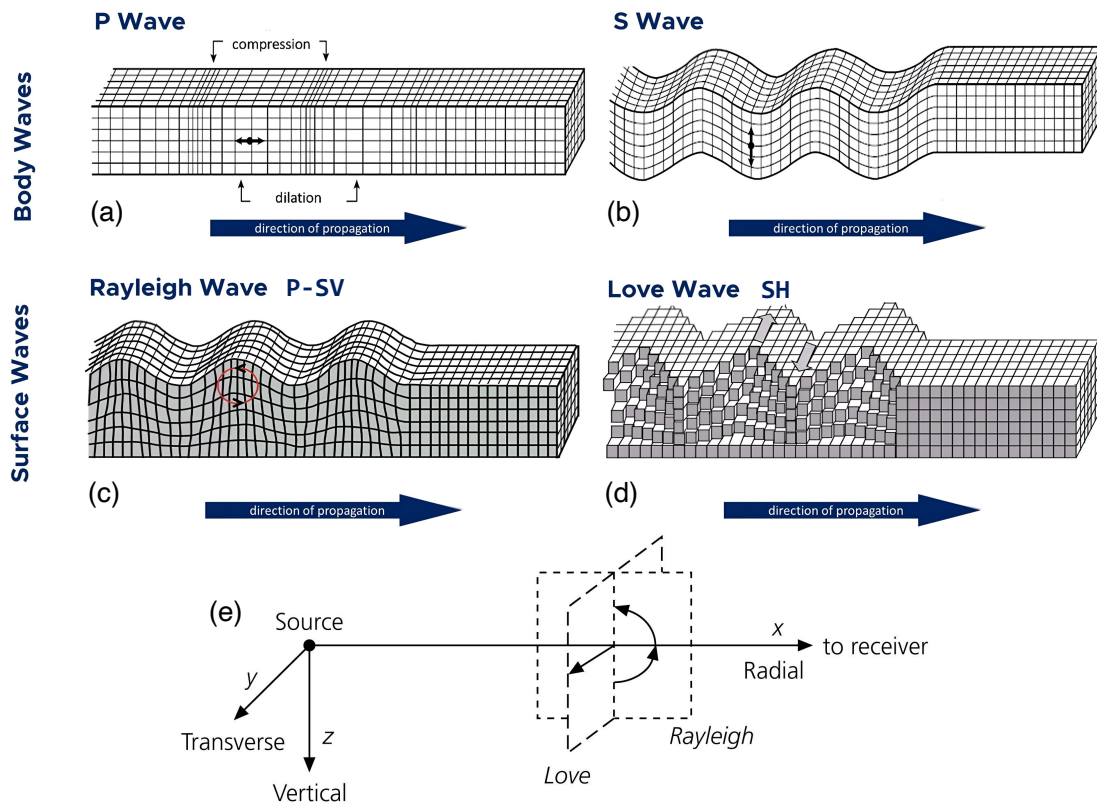 P Wave
S Wave
Body Waves
compression
dilation
(a)
(b)
direction of propagation
direction of propagation
Rayleigh Wave P-SV
Love Wave SH
Surface Waves
(c)
(d)
direction of propagation
direction of propagation
(e)
Source
x
to receiver
Radial
y
Transverse
z
Vertical
Rayleigh
Love